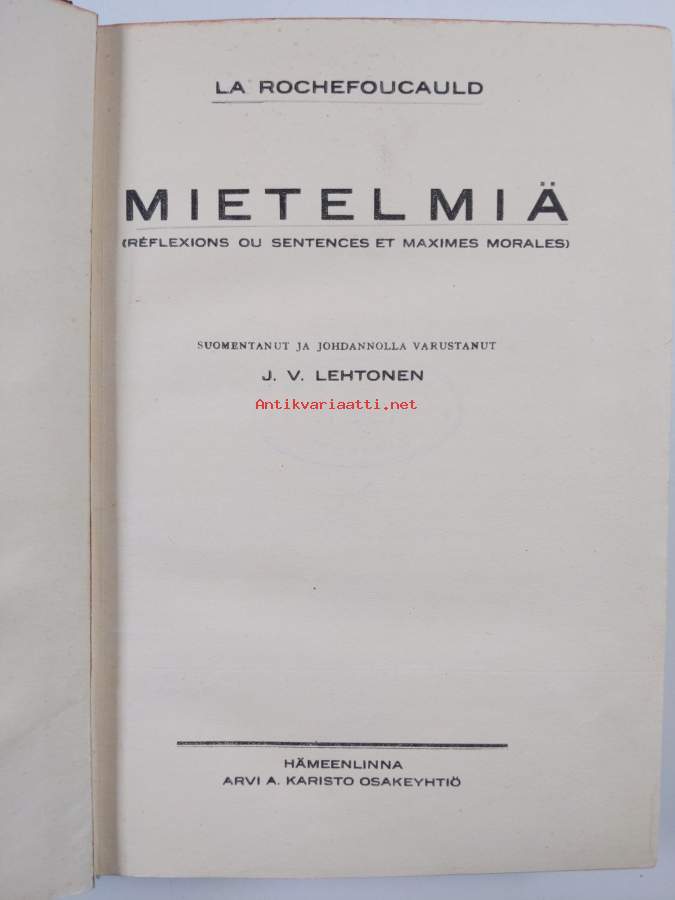 LA ROCHEFOUCAULD
MIETELMIÄ
(RÉFLEXIONS OU SENTENCES ET MAXIMES MORALES)
SUOMENTANUT JA JOHDANNOLLA VARUSTANUT
J. V. LEHTONEN
Antikvariaatti.net
HÄMEENLINNA
ARVI A. KARISTO OSAKEYHTIÖ